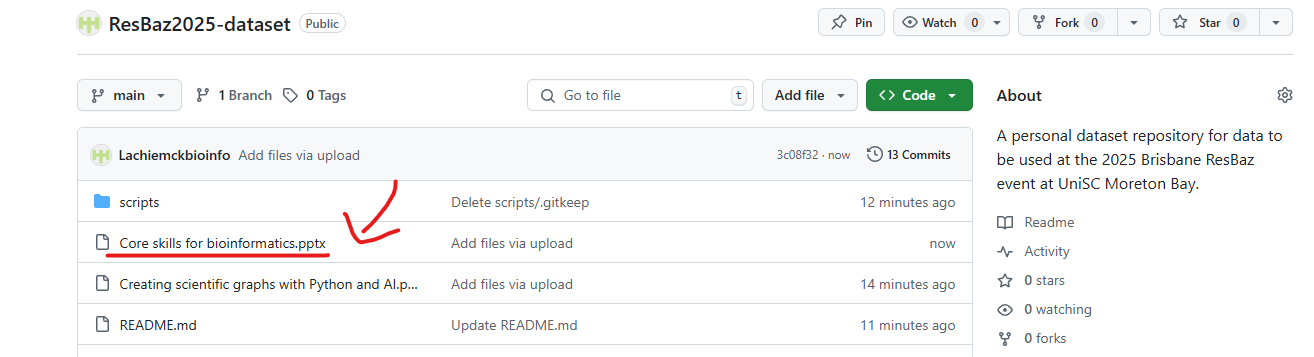 ResBaz2025-dataset Public Pin Watch 0 Fork 0 Star 0
main 1 Branch 0 Tags Go to file t Add file Code
Lachiemckbioinfo Add files via upload 3c08f32 · now 13 Commits
scripts Delete scripts/.gitkeep 12 minutes ago
Core skills for bioinformatics.pptx Add files via upload now
Creating scientific graphs with Python and AI.p... Add files via upload 14 minutes ago
README.md Update README.md 11 minutes ago
About
A personal dataset repository for data to
be used at the 2025 Brisbane ResBaz
event at UniSC Moreton Bay.
Readme
Activity
0 stars
0 watching
0 forks